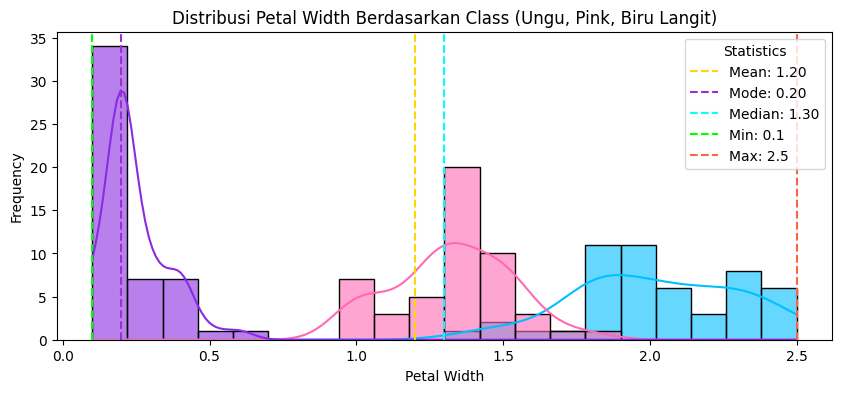 Distribusi Petal Width Berdasarkan Class (Ungu, Pink, Biru Langit)
Statistics
Mean: 1.20
Mode: 0.20
Median: 1.30
Min: 0.1
Max: 2.5
Frequency
35
30
25
20
15
10
5
0
0.0
0.5
1.0
1.5
2.0
2.5
Petal Width